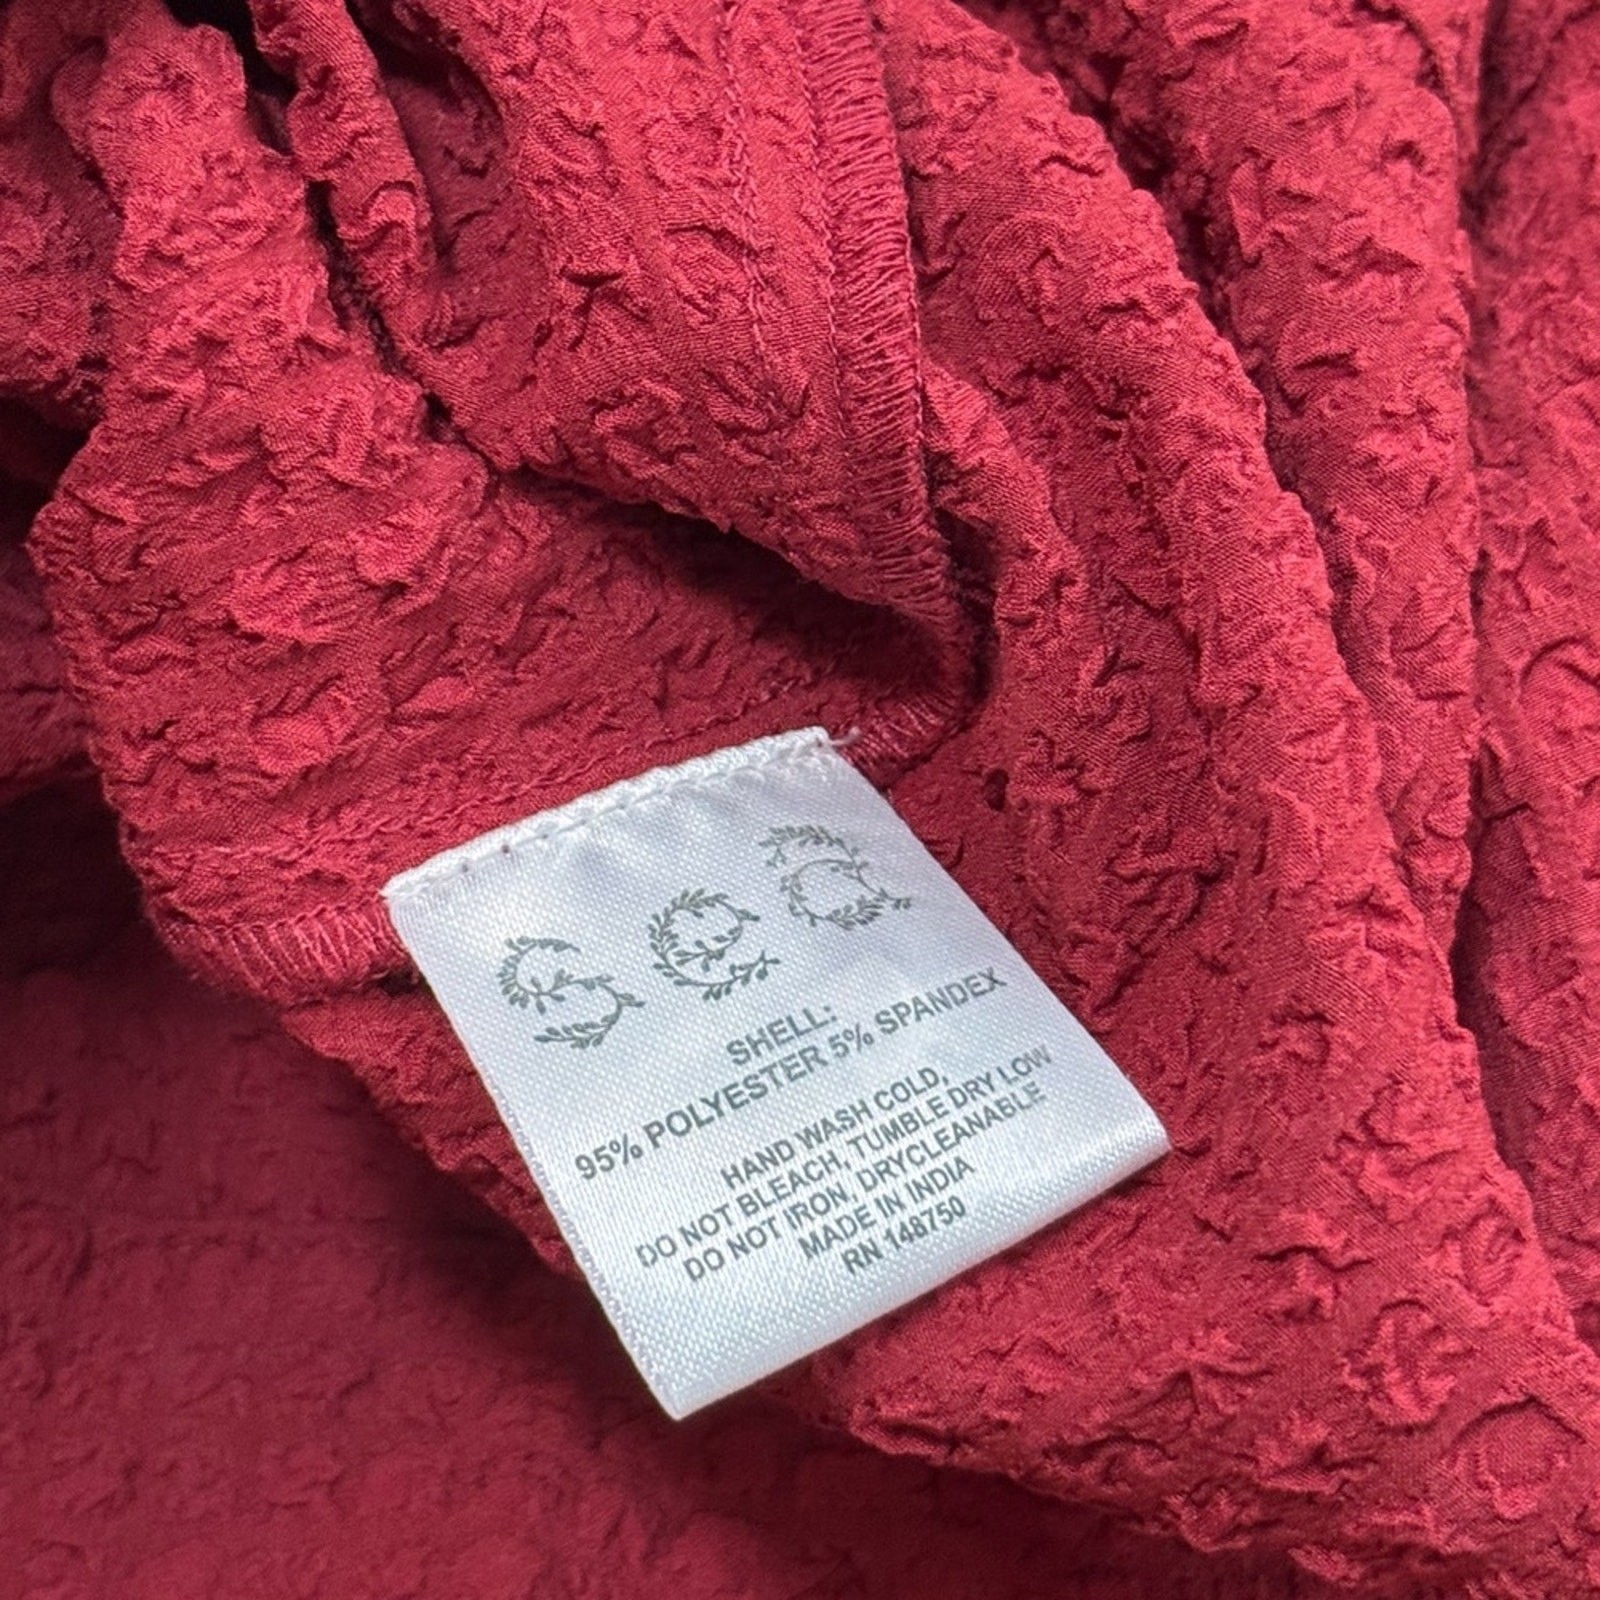 SHELL:
95% POLYESTER 5% SPANDEX
HAND WASH COLD,
DO NOT BLEACH, TUMBLE DRY LOW
DO NOT IRON, DRYCLEANABLE
MADE IN INDIA
RN 148750